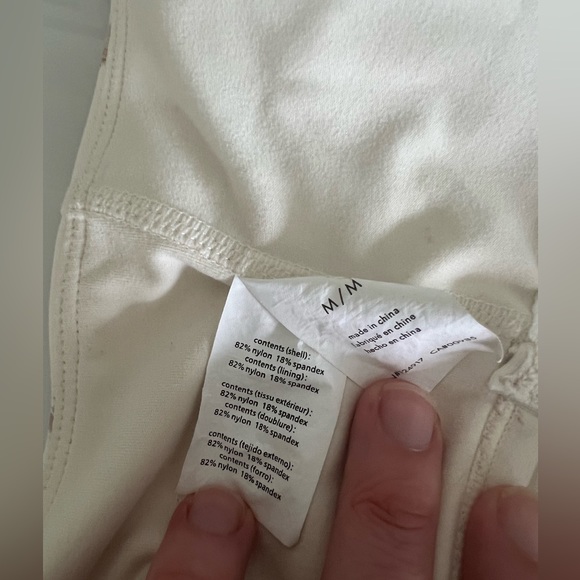 M/M
made in china
fabriqué en chine
hecho en china
contents (shell):
82% nylon 18% spandex
contents (lining):
82% nylon 18% spandex
contents (tissu extérieur):
82% nylon 18% spandex
contents (doublure):
82% nylon 18% spandex
contents (tejido externo):
82% nylon 18% spandex
contents (forro):
82% nylon 18% spandex